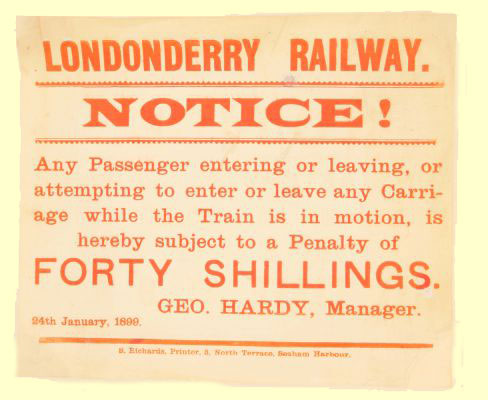 LONDONDERRY RAILWAY.
NOTICE!
Any Passenger entering or leaving, or
attempting to enter or leave any Carri-
age while the Train is in motion, is
hereby subject to a Penalty of
FORTY SHILLINGS.
GEO. HARDY, Manager.
24th January, 1899.
S. Richards, Printer, 5, North Terrace, Seaham Harbour.